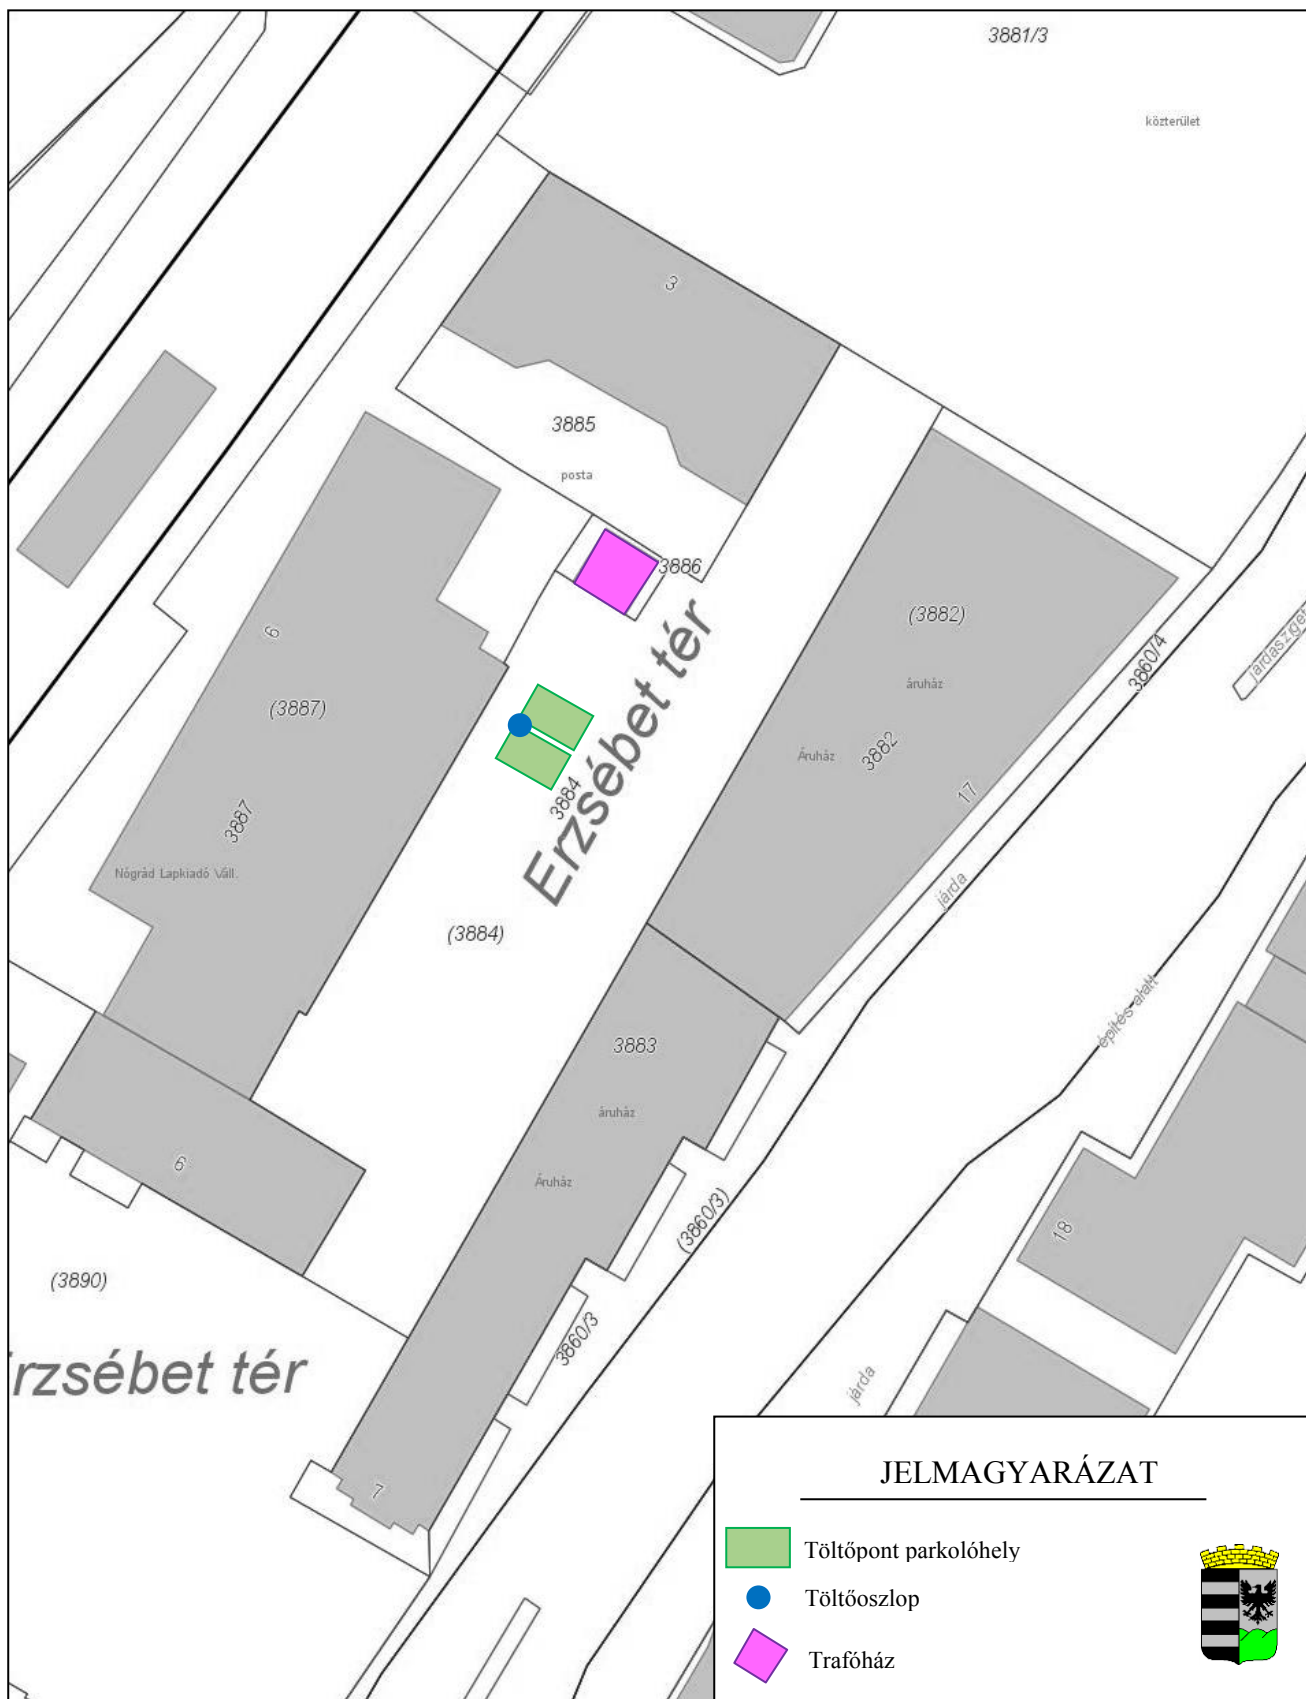 3881/3
közterület
3
3885
posta
3886
(3882)
járdasziget
3860/4
6
áruház
(3887)
Áruház
3882
17
3884
Erzsébet tér
3887
Nógrád Lapkiadó Váll.
járda
(3884)
építés alatt
3883
áruház
6
Áruház
(3860/3)
18
(3890)
3860/3
rzsébet tér
járda
7
JELMAGYARÁZAT
Töltőpont parkolóhely
Töltőoszlop
Trafóház